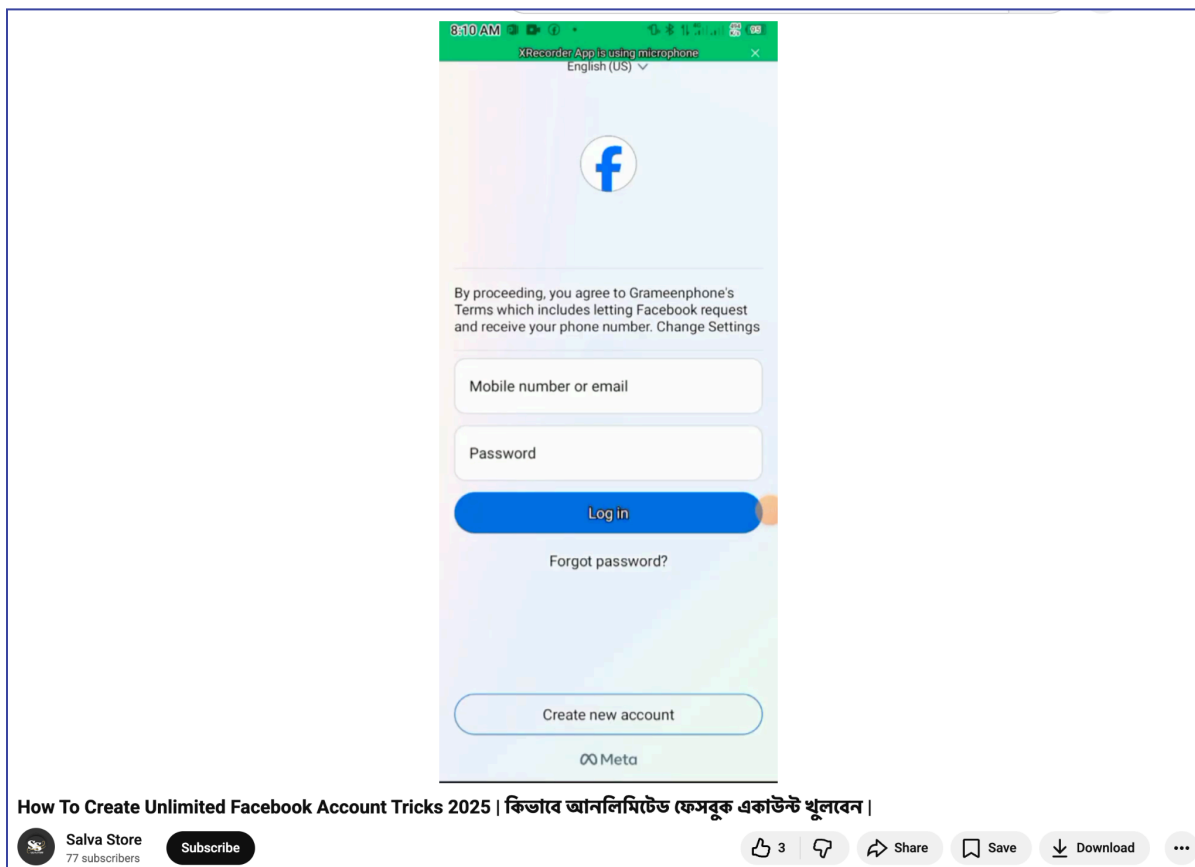 8:10 AM
XRecorder App is using microphone
English (US)
By proceeding, you agree to Grameenphone's
Terms which includes letting Facebook request
and receive your phone number. Change Settings
Mobile number or email
Password
Log in
Forgot password?
Create new account
Meta
How To Create Unlimited Facebook Account Tricks 2025 | কিভাবে আনলিমিটেড ফেসবুক একাউন্ট খুলবেন |
Salva Store
77 subscribers
Subscribe
3
Share
Save
Download